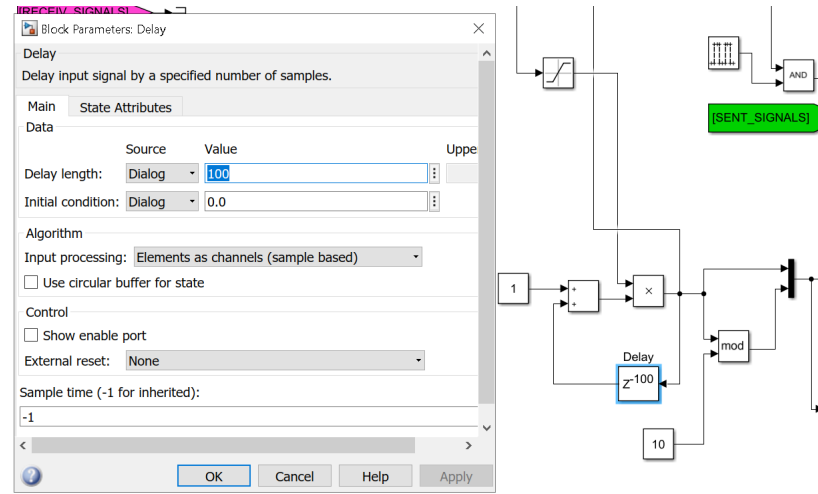 [RECEIV_SIGNALS]
Block Parameters: Delay
Delay
Delay input signal by a specified number of samples.
Main State Attributes
Data
Source Value Uppe
Delay length: Dialog 100
Initial condition: Dialog 0.0
Algorithm
Input processing: Elements as channels (sample based)
Use circular buffer for state
Control
Show enable port
External reset: None
Sample time (-1 for inherited):
-1
OK Cancel Help Apply
AND
[SENT_SIGNALS]
1
+
+
×
mod
Delay
Z-100
10